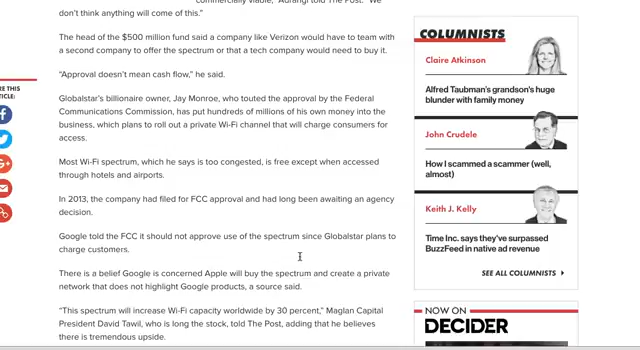 commercially viable," Aurangi told The Post. "We
don't think anything will come of this."
The head of the $500 million fund said a company like Verizon would have to team with
a second company to offer the spectrum or that a tech company would need to buy it.
"Approval doesn't mean cash flow," he said.
Globalstar's billionaire owner, Jay Monroe, who touted the approval by the Federal
Communications Commission, has put hundreds of millions of his own money into the
business, which plans to roll out a private Wi-Fi channel that will charge consumers for
access.
Most Wi-Fi spectrum, which he says is too congested, is free except when accessed
through hotels and airports.
In 2013, the company had filed for FCC approval and had long been awaiting an agency
decision.
Google told the FCC it should not approve use of the spectrum since Globalstar plans to
charge customers.
There is a belief Google is concerned Apple will buy the spectrum and create a private
network that does not highlight Google products, a source said.
"This spectrum will increase Wi-Fi capacity worldwide by 30 percent," Maglan Capital
President David Tawil, who is long the stock, told The Post, adding that he believes
there is tremendous upside.
RE THIS
TICLE:
COLUMNISTS
Claire Atkinson
Alfred Taubman's grandson's huge
blunder with family money
John Crudele
How I scammed a scammer (well,
almost)
Keith J. Kelly
Time Inc. says they've surpassed
BuzzFeed in native ad revenue
SEE ALL COLUMNISTS
NOW ON
DECIDER